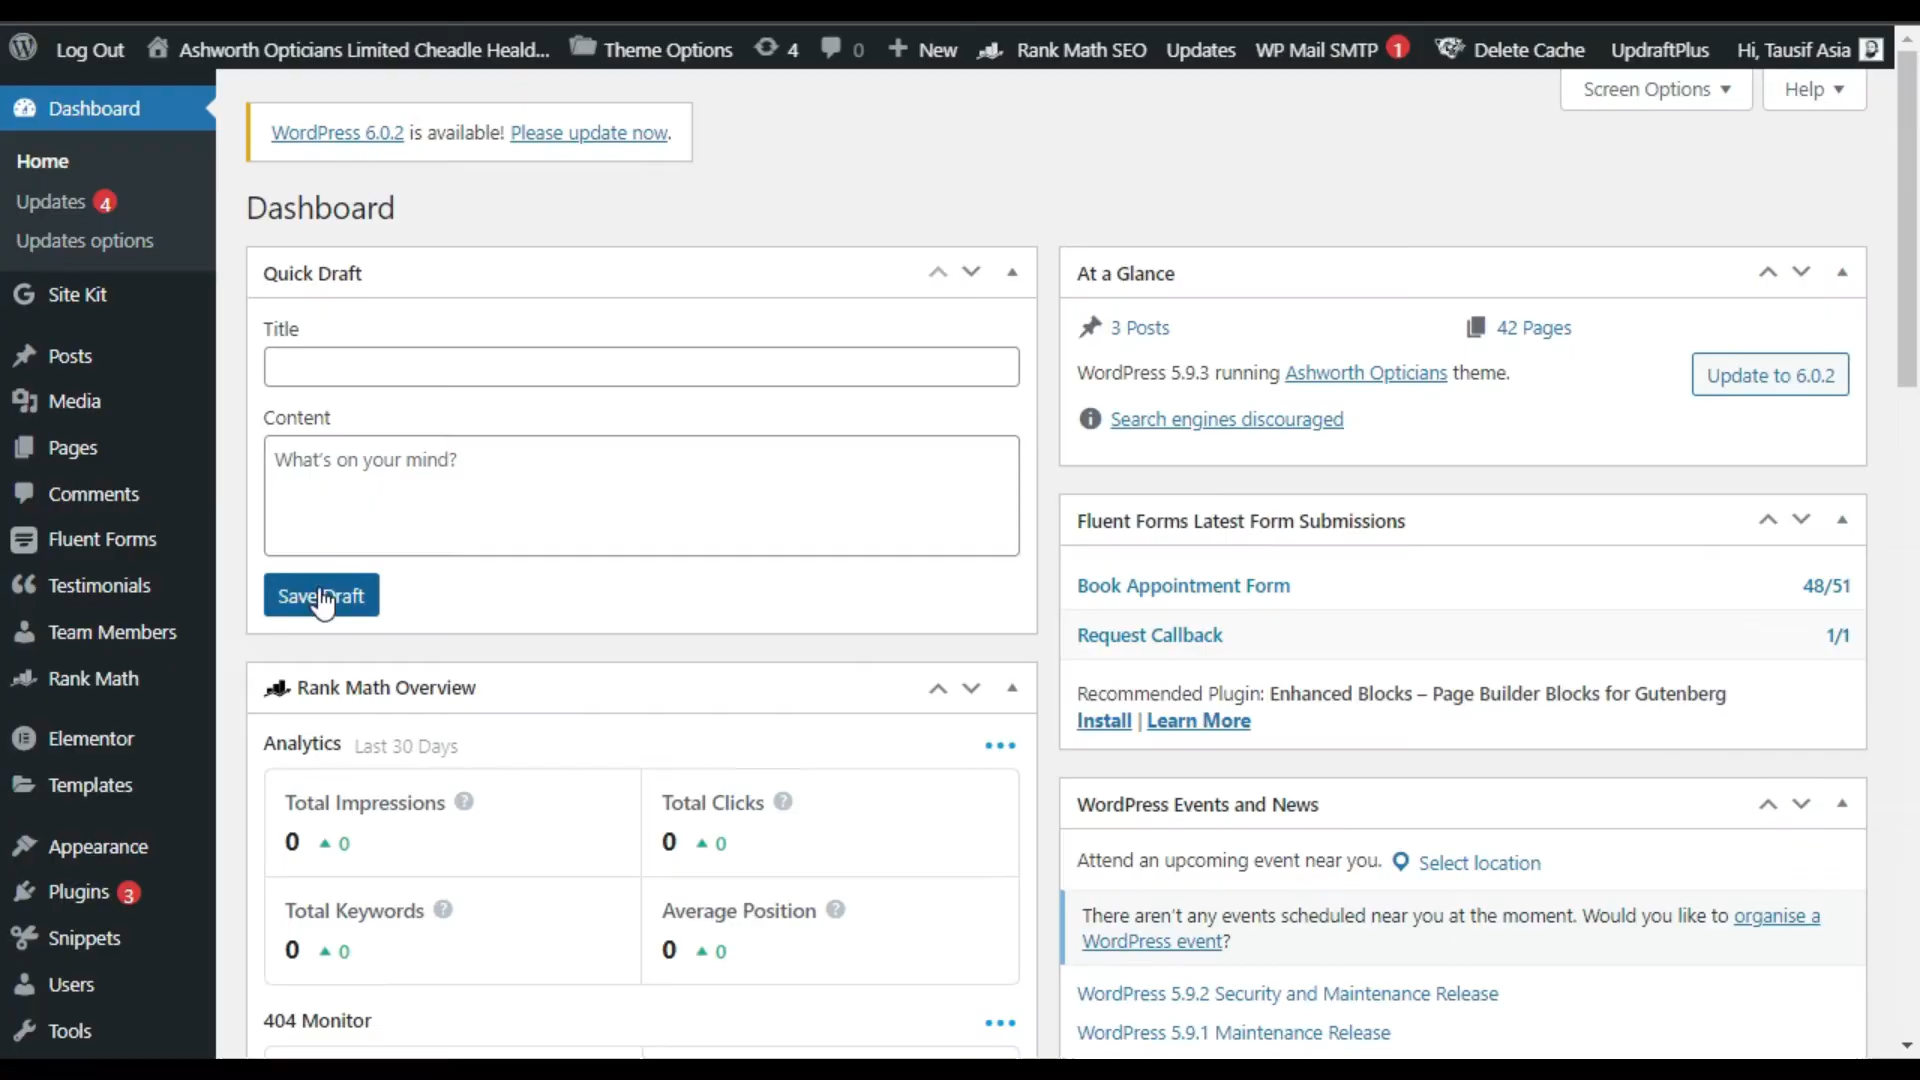 Log Out
Ashworth Opticians Limited Cheadle Heald...
Theme Options
4
0
New
Rank Math SEO
Updates
WP Mail SMTP 1
Delete Cache
UpdraftPlus
Hi, Tausif Asia
Dashboard
Home
Updates 4
Updates options
Site Kit
Posts
Media
Pages
Comments
Fluent Forms
Testimonials
Team Members
Rank Math
Elementor
Templates
Appearance
Plugins 3
Snippets
Users
Tools
Screen Options
Help
WordPress 6.0.2 is available! Please update now.
Dashboard
Quick Draft
Title
Content
What's on your mind?
Save Draft
Rank Math Overview
Analytics Last 30 Days
Total Impressions
0 0
Total Clicks
0 0
Total Keywords
0 0
Average Position
0 0
404 Monitor
At a Glance
3 Posts
42 Pages
WordPress 5.9.3 running Ashworth Opticians theme.
Update to 6.0.2
Search engines discouraged
Fluent Forms Latest Form Submissions
Book Appointment Form 48/51
Request Callback 1/1
Recommended Plugin: Enhanced Blocks – Page Builder Blocks for Gutenberg
Install | Learn More
WordPress Events and News
Attend an upcoming event near you. Select location
There aren't any events scheduled near you at the moment. Would you like to organise a
WordPress event?
WordPress 5.9.2 Security and Maintenance Release
WordPress 5.9.1 Maintenance Release